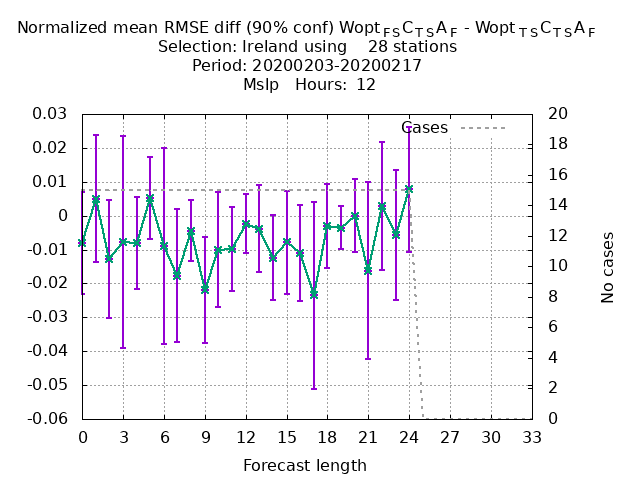 Normalized mean RMSE diff (90% conf) Wopt FS C TS A F - Wopt TS C TS A F
Selection: Ireland using 28 stations
Period: 20200203-20200217
Mslp Hours: 12
Cases
0.03
0.02
0.01
0
-0.01
-0.02
-0.03
-0.04
-0.05
-0.06
20
18
16
14
12
10
8
6
4
2
0
No cases
0 3 6 9 12 15 18 21 24 27 30 33
Forecast length